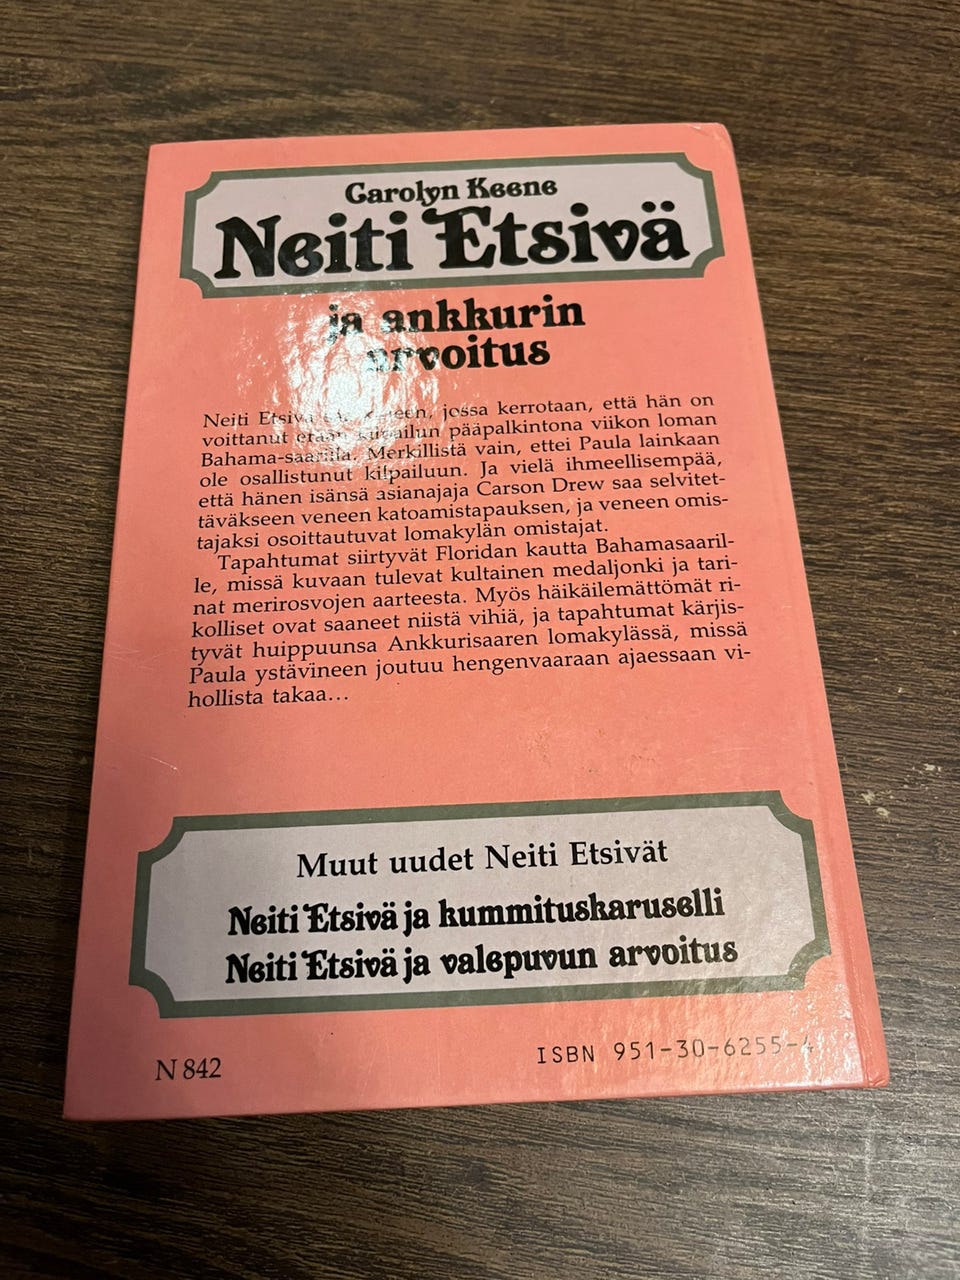 Carolyn Keene
Neiti Etsivä
ja ankkurin
arvoitus
Neiti Etsivä jossa kerrotaan, että hän on
voittanut erään kilpailun pääpalkintona viikon loman
Bahama-saarilla. Merkillistä vain, ettei Paula lainkaan
ole osallistunut kilpailuun. Ja vielä ihmeellisempää,
että hänen isänsä asianajaja Carson Drew saa selvitet-
täväkseen veneen katoamistapauksen, ja veneen omis-
tajaksi osoittautuvat lomakylän omistajat.
Tapahtumat siirtyvät Floridan kautta Bahamasaaril-
le, missä kuvaan tulevat kultainen medaljonki ja tari-
nat merirosvojen aarteesta. Myös häikäilemättömät ri-
kolliset ovat saaneet niistä vihiä, ja tapahtumat kärjis-
tyvät huippuunsa Ankkurisaaren lomakylässä, missä
Paula ystävineen joutuu hengenvaaraan ajaessaan vi-
hollista takaa...
Muut uudet Neiti Etsivät
Neiti Etsivä ja kummituskaruselli
Neiti Etsivä ja valepuvun arvoitus
N 842
ISBN 951-30-6255-4